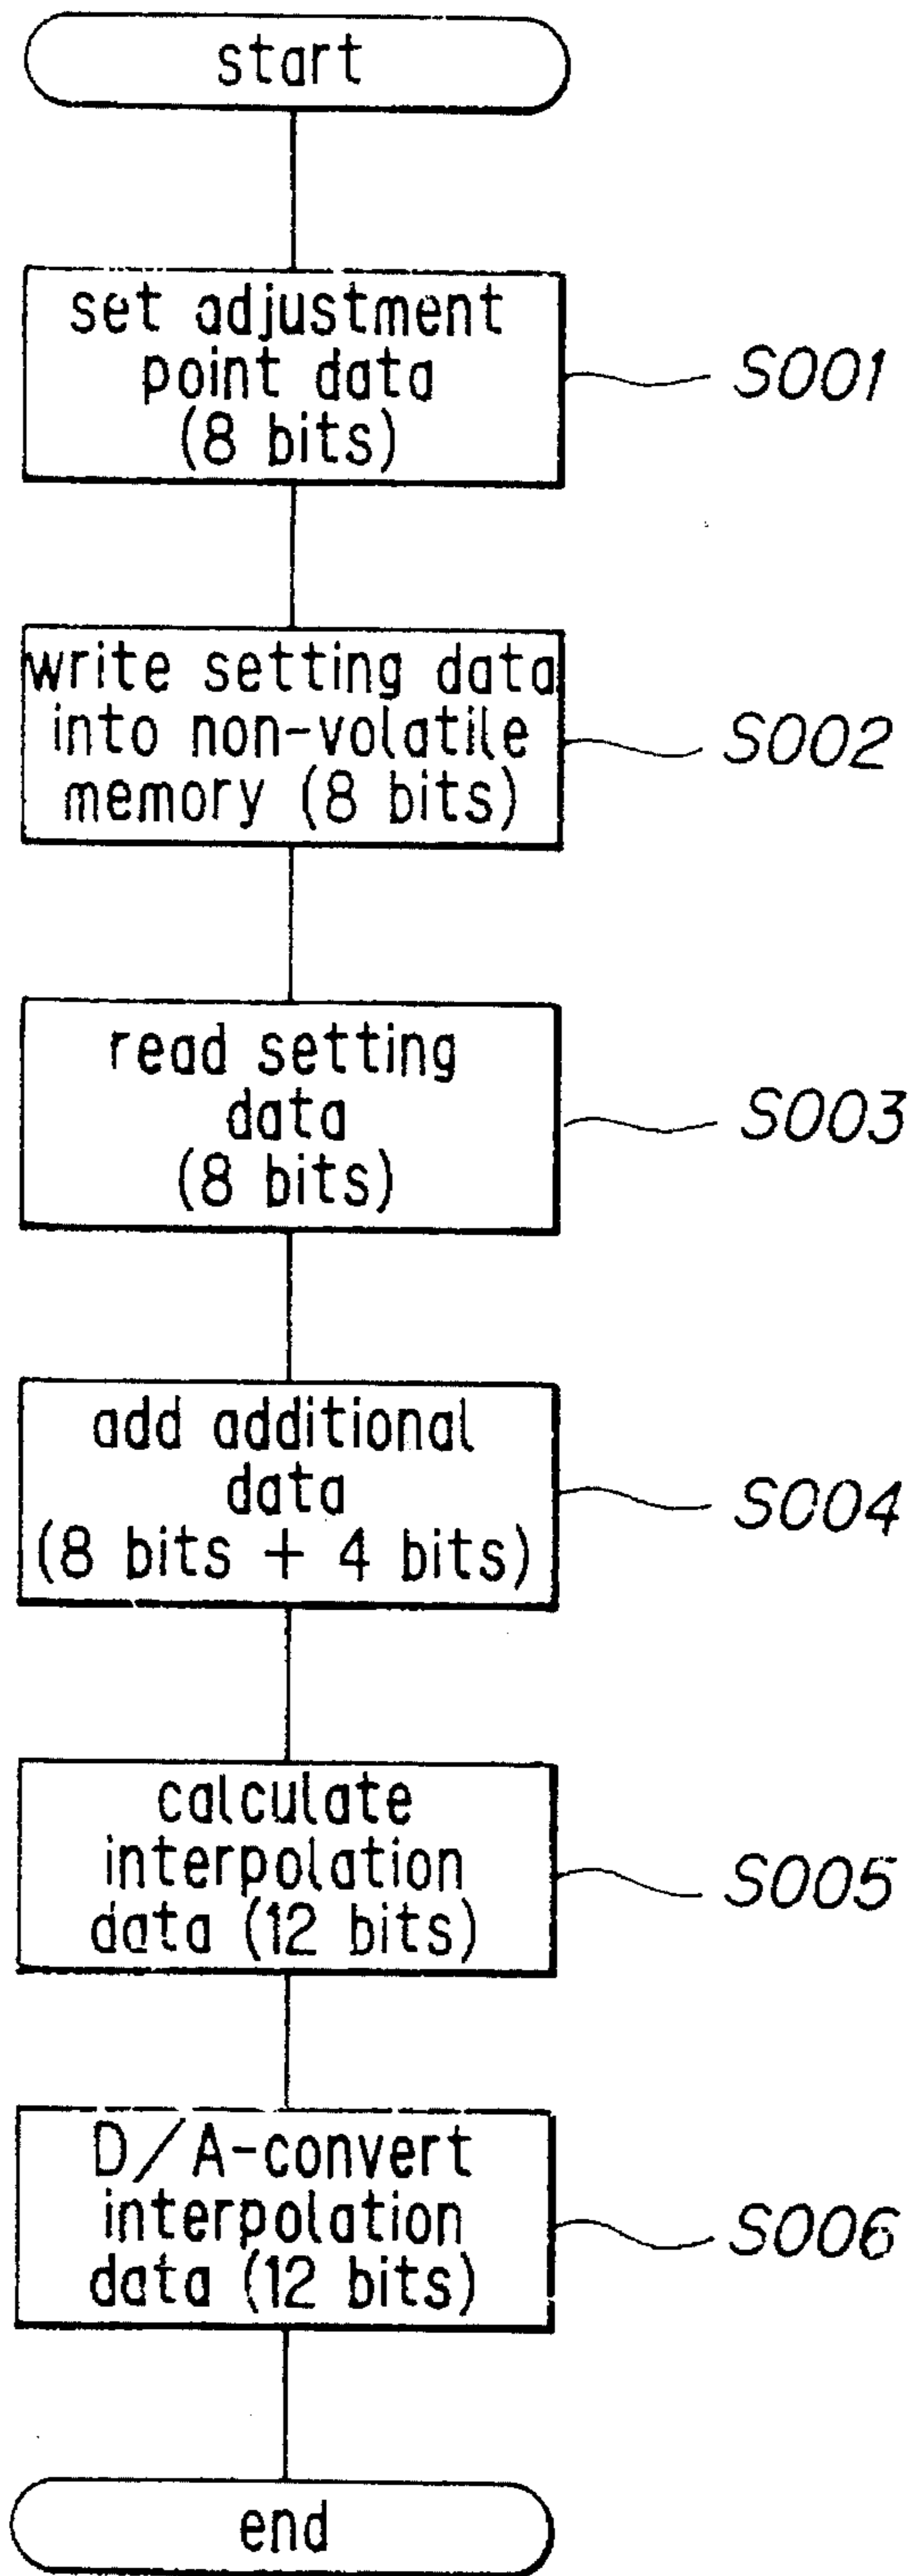 start
set adjustment
point data
(8 bits)
S001
write setting data
into non-volatile
memory (8 bits)
S002
read setting
data
(8 bits)
S003
add additional
data
(8 bits + 4 bits)
S004
calculate
interpolation
data (12 bits)
S005
D/A-convert
interpolation
data (12 bits)
S006
end